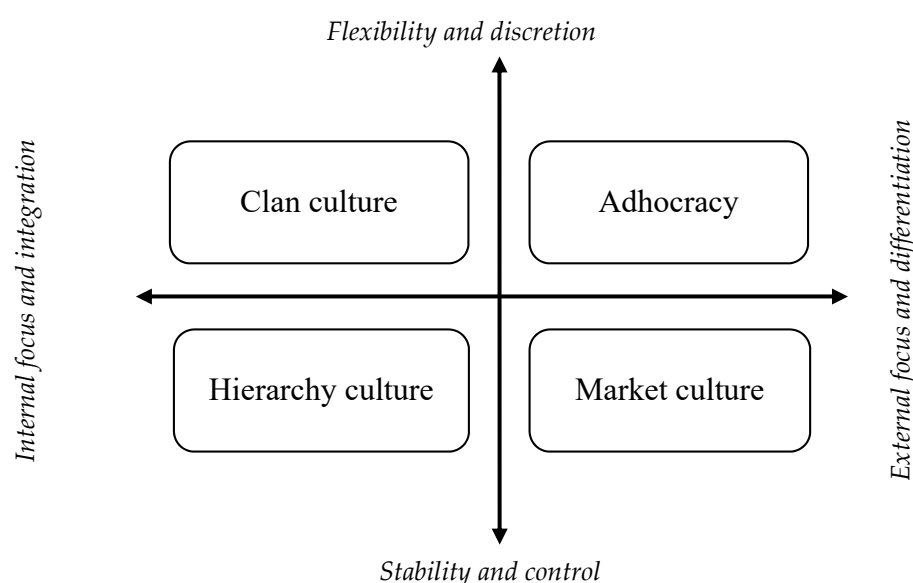 Flexibility and discretion
Internal focus and integration
External focus and differentiation
Clan culture
Adhocracy
Hierarchy culture
Market culture
Stability and control